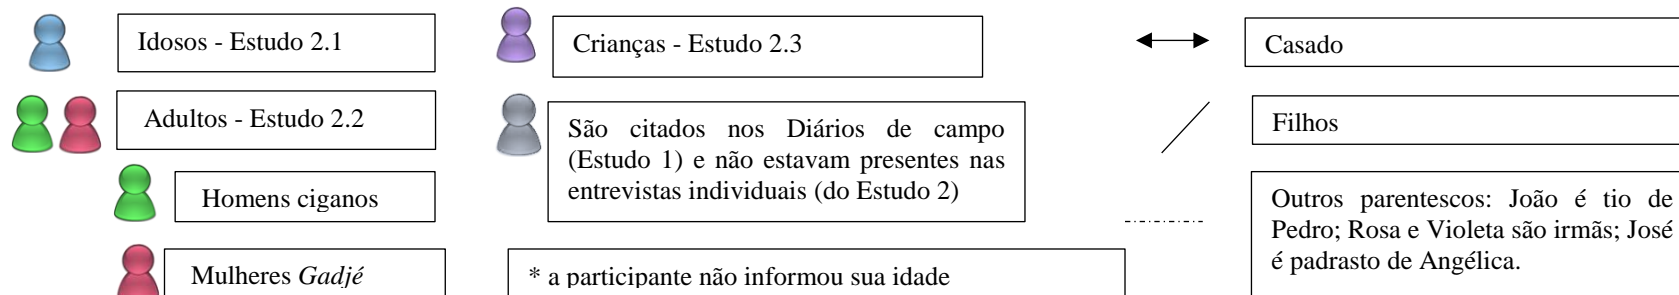 Idosos - Estudo 2.1
Adultos - Estudo 2.2
Homens ciganos
Mulheres Gadjé
Crianças - Estudo 2.3
São citados nos Diários de campo
(Estudo 1) e não estavam presentes nas
entrevistas individuais (do Estudo 2)
* a participante não informou sua idade
Casado
Filhos
Outros parentescos: João é tio de
Pedro; Rosa e Violeta são irmãs; José
é padrasto de Angélica.